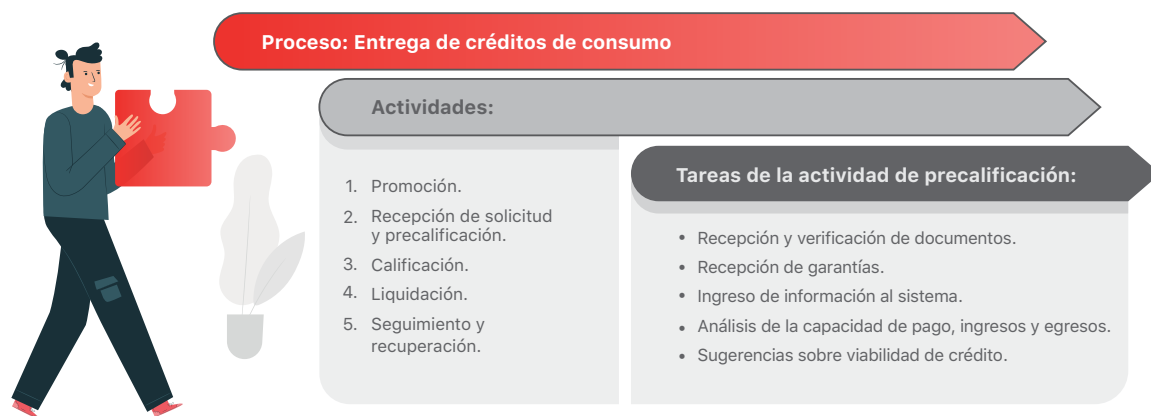 Proceso: Entrega de créditos de consumo
Actividades:
1. Promoción.
2. Recepción de solicitud
y precalificación.
3. Calificación.
4. Liquidación.
5. Seguimiento y
recuperación.
Tareas de la actividad de precalificación:
• Recepción y verificación de documentos.
• Recepción de garantías.
• Ingreso de información al sistema.
• Análisis de la capacidad de pago, ingresos y egresos.
• Sugerencias sobre viabilidad de crédito.